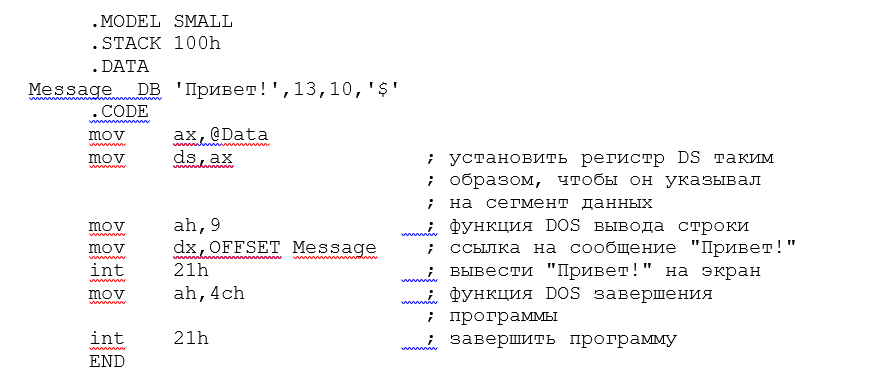 .MODEL SMALL
.STACK 100h
.DATA
Message DB 'Привет!',13,10,'$'
.CODE
mov ax,@Data
mov ds,ax ; установить регистр DS таким
; образом, чтобы он указывал
; на сегмент данных
mov ah,9 ; функция DOS вывода строки
mov dx,OFFSET Message ; ссылка на сообщение "Привет!"
int 21h ; вывести "Привет!" на экран
mov ah,4ch ; функция DOS завершения
; программы
int 21h ; завершить программу
END